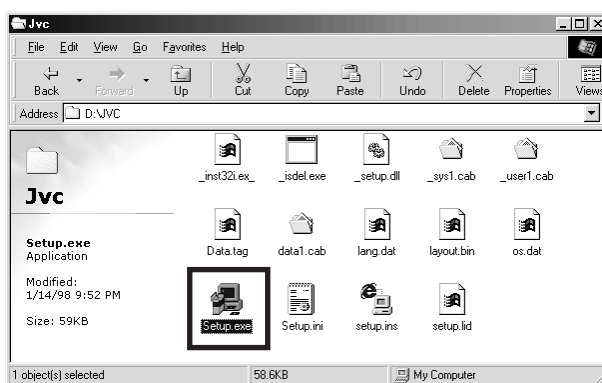 Jvc
File Edit View Go Favorites Help
Back Forward Up Cut Copy Paste Undo Delete Properties Views
Address D:\JVC
_inst32i.ex_ _isdel.exe _setup.dll _sys1.cab _user1.cab
Jvc
Setup.exe
Application
Modified:
1/14/98 9:52 PM
Size: 59KB
Data.tag data1.cab lang.dat layout.bin os.dat
Setup.exe Setup.ini setup.ins setup.lid
1 object(s) selected 58.6KB My Computer